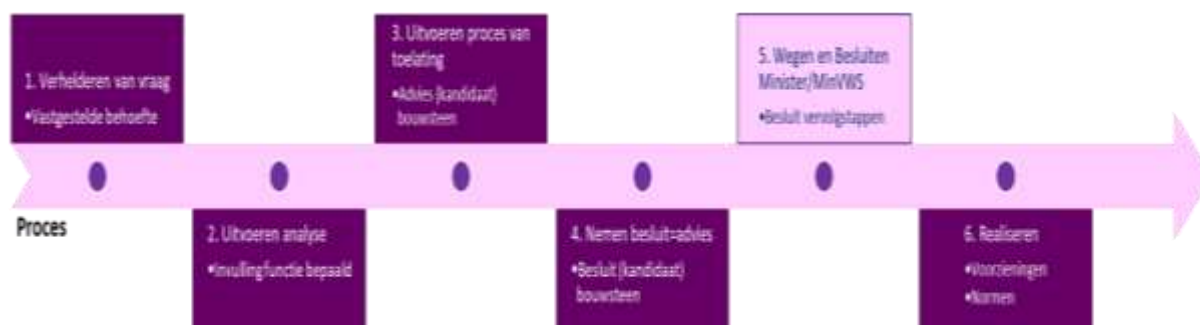 1. Verhelderen van vraag
•Vastgestelde behoefte
2. Uitvoeren analyse
•Invulling functie bepaald
3. Uitvoeren proces van
toelating
•Advies (kandidaat)
bouwsteen
4. Nemen besluit=advies
•Besluit (kandidaat)
bouwsteen
5. Wegen en Besluiten
Minister/MinVWS
•Besluit vervolgstappen
6. Realiseren
•Voorzieningen
•Normen
Proces